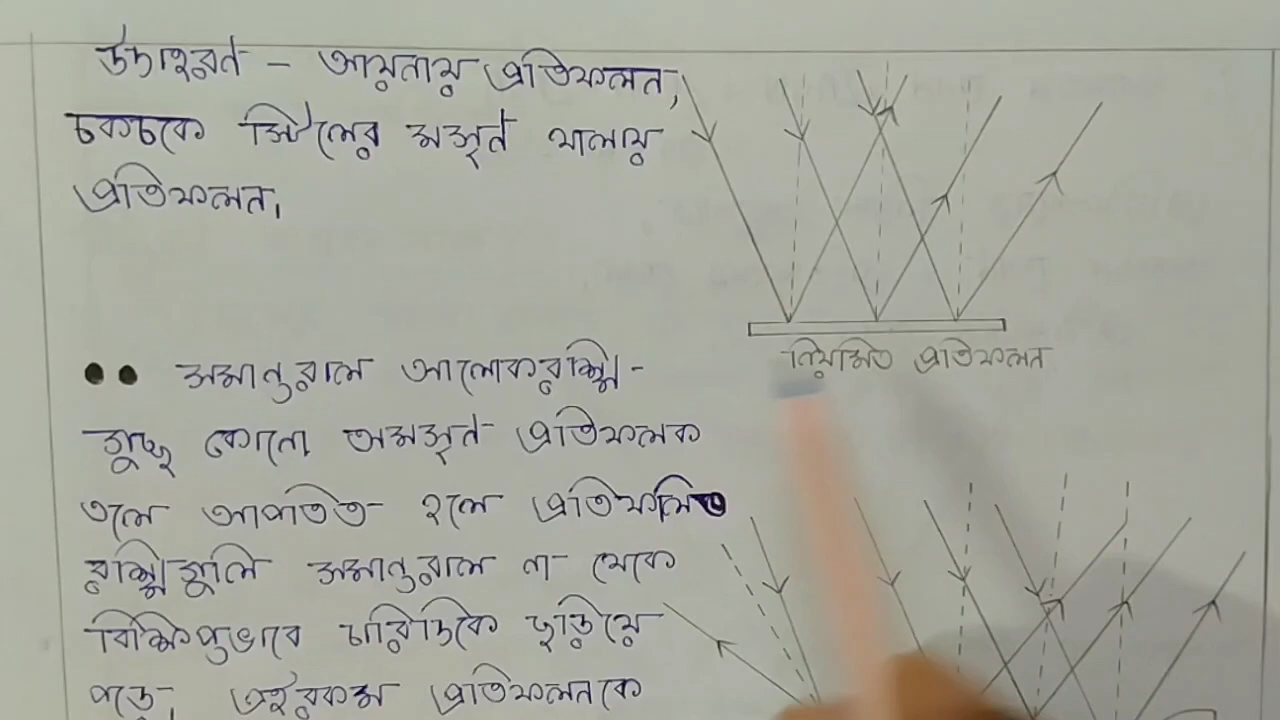 উদাহরণ - আয়নায় প্রতিফলন,
চকচকে স্টিলের মসৃণ থালায়
প্রতিফলন।
নিয়মিত প্রতিফলন
●● সমান্তরাল আলোকরশ্মি-
গুচ্ছ কোনো অমসৃণ প্রতিফলক
তলে আপতিত হলে প্রতিফলিত
রশ্মিগুলি সমান্তরাল না থেকে
বিক্ষিপ্তভাবে চারিদিকে ছড়িয়ে
পড়ে, এইরকম প্রতিফলনকে